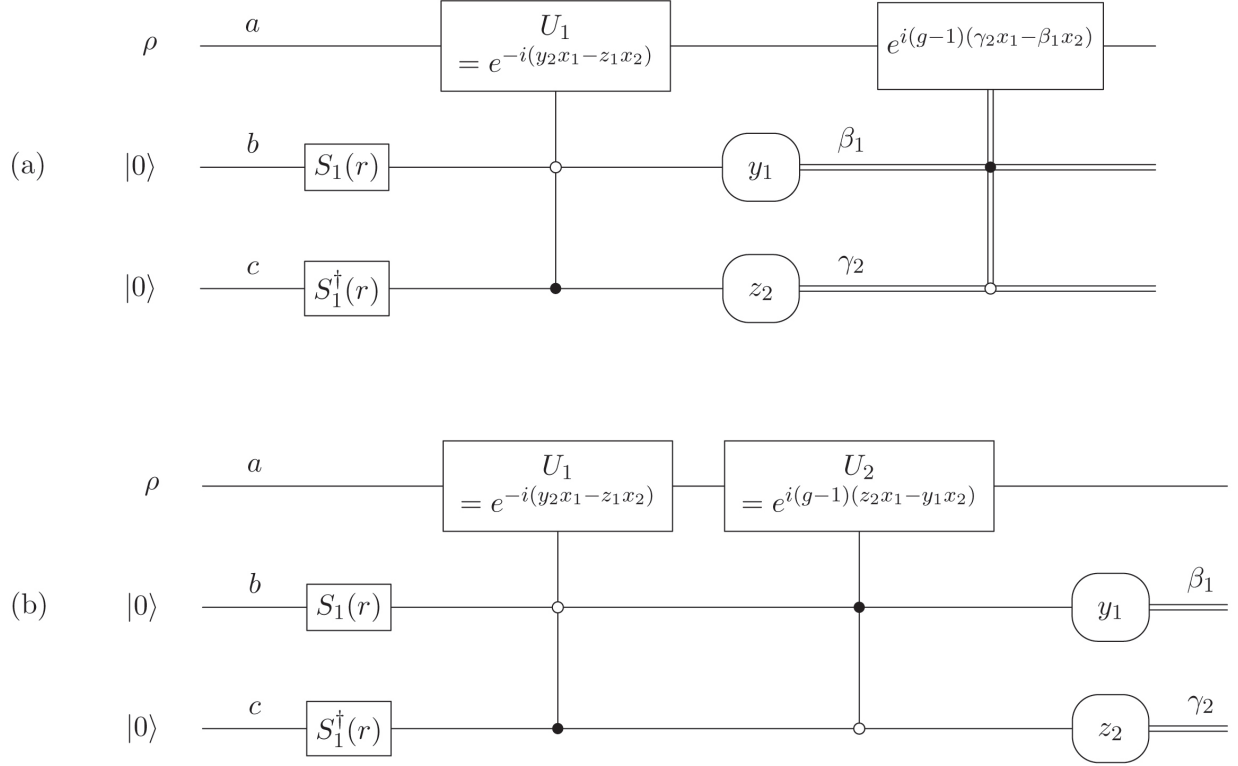 a U₁ e^{i(g−1)(γ₂x₁−β₁x₂)}
ρ = e^{−i(y₂x₁−z₁x₂)}
b β₁
(a) |0⟩ S₁(r) y₁
c γ₂
|0⟩ S₁†(r) z₂
a U₁ U₂
ρ = e^{−i(y₂x₁−z₁x₂)} = e^{i(g−1)(z₂x₁−y₁x₂)}
b β₁
(b) |0⟩ S₁(r) y₁
c γ₂
|0⟩ S₁†(r) z₂